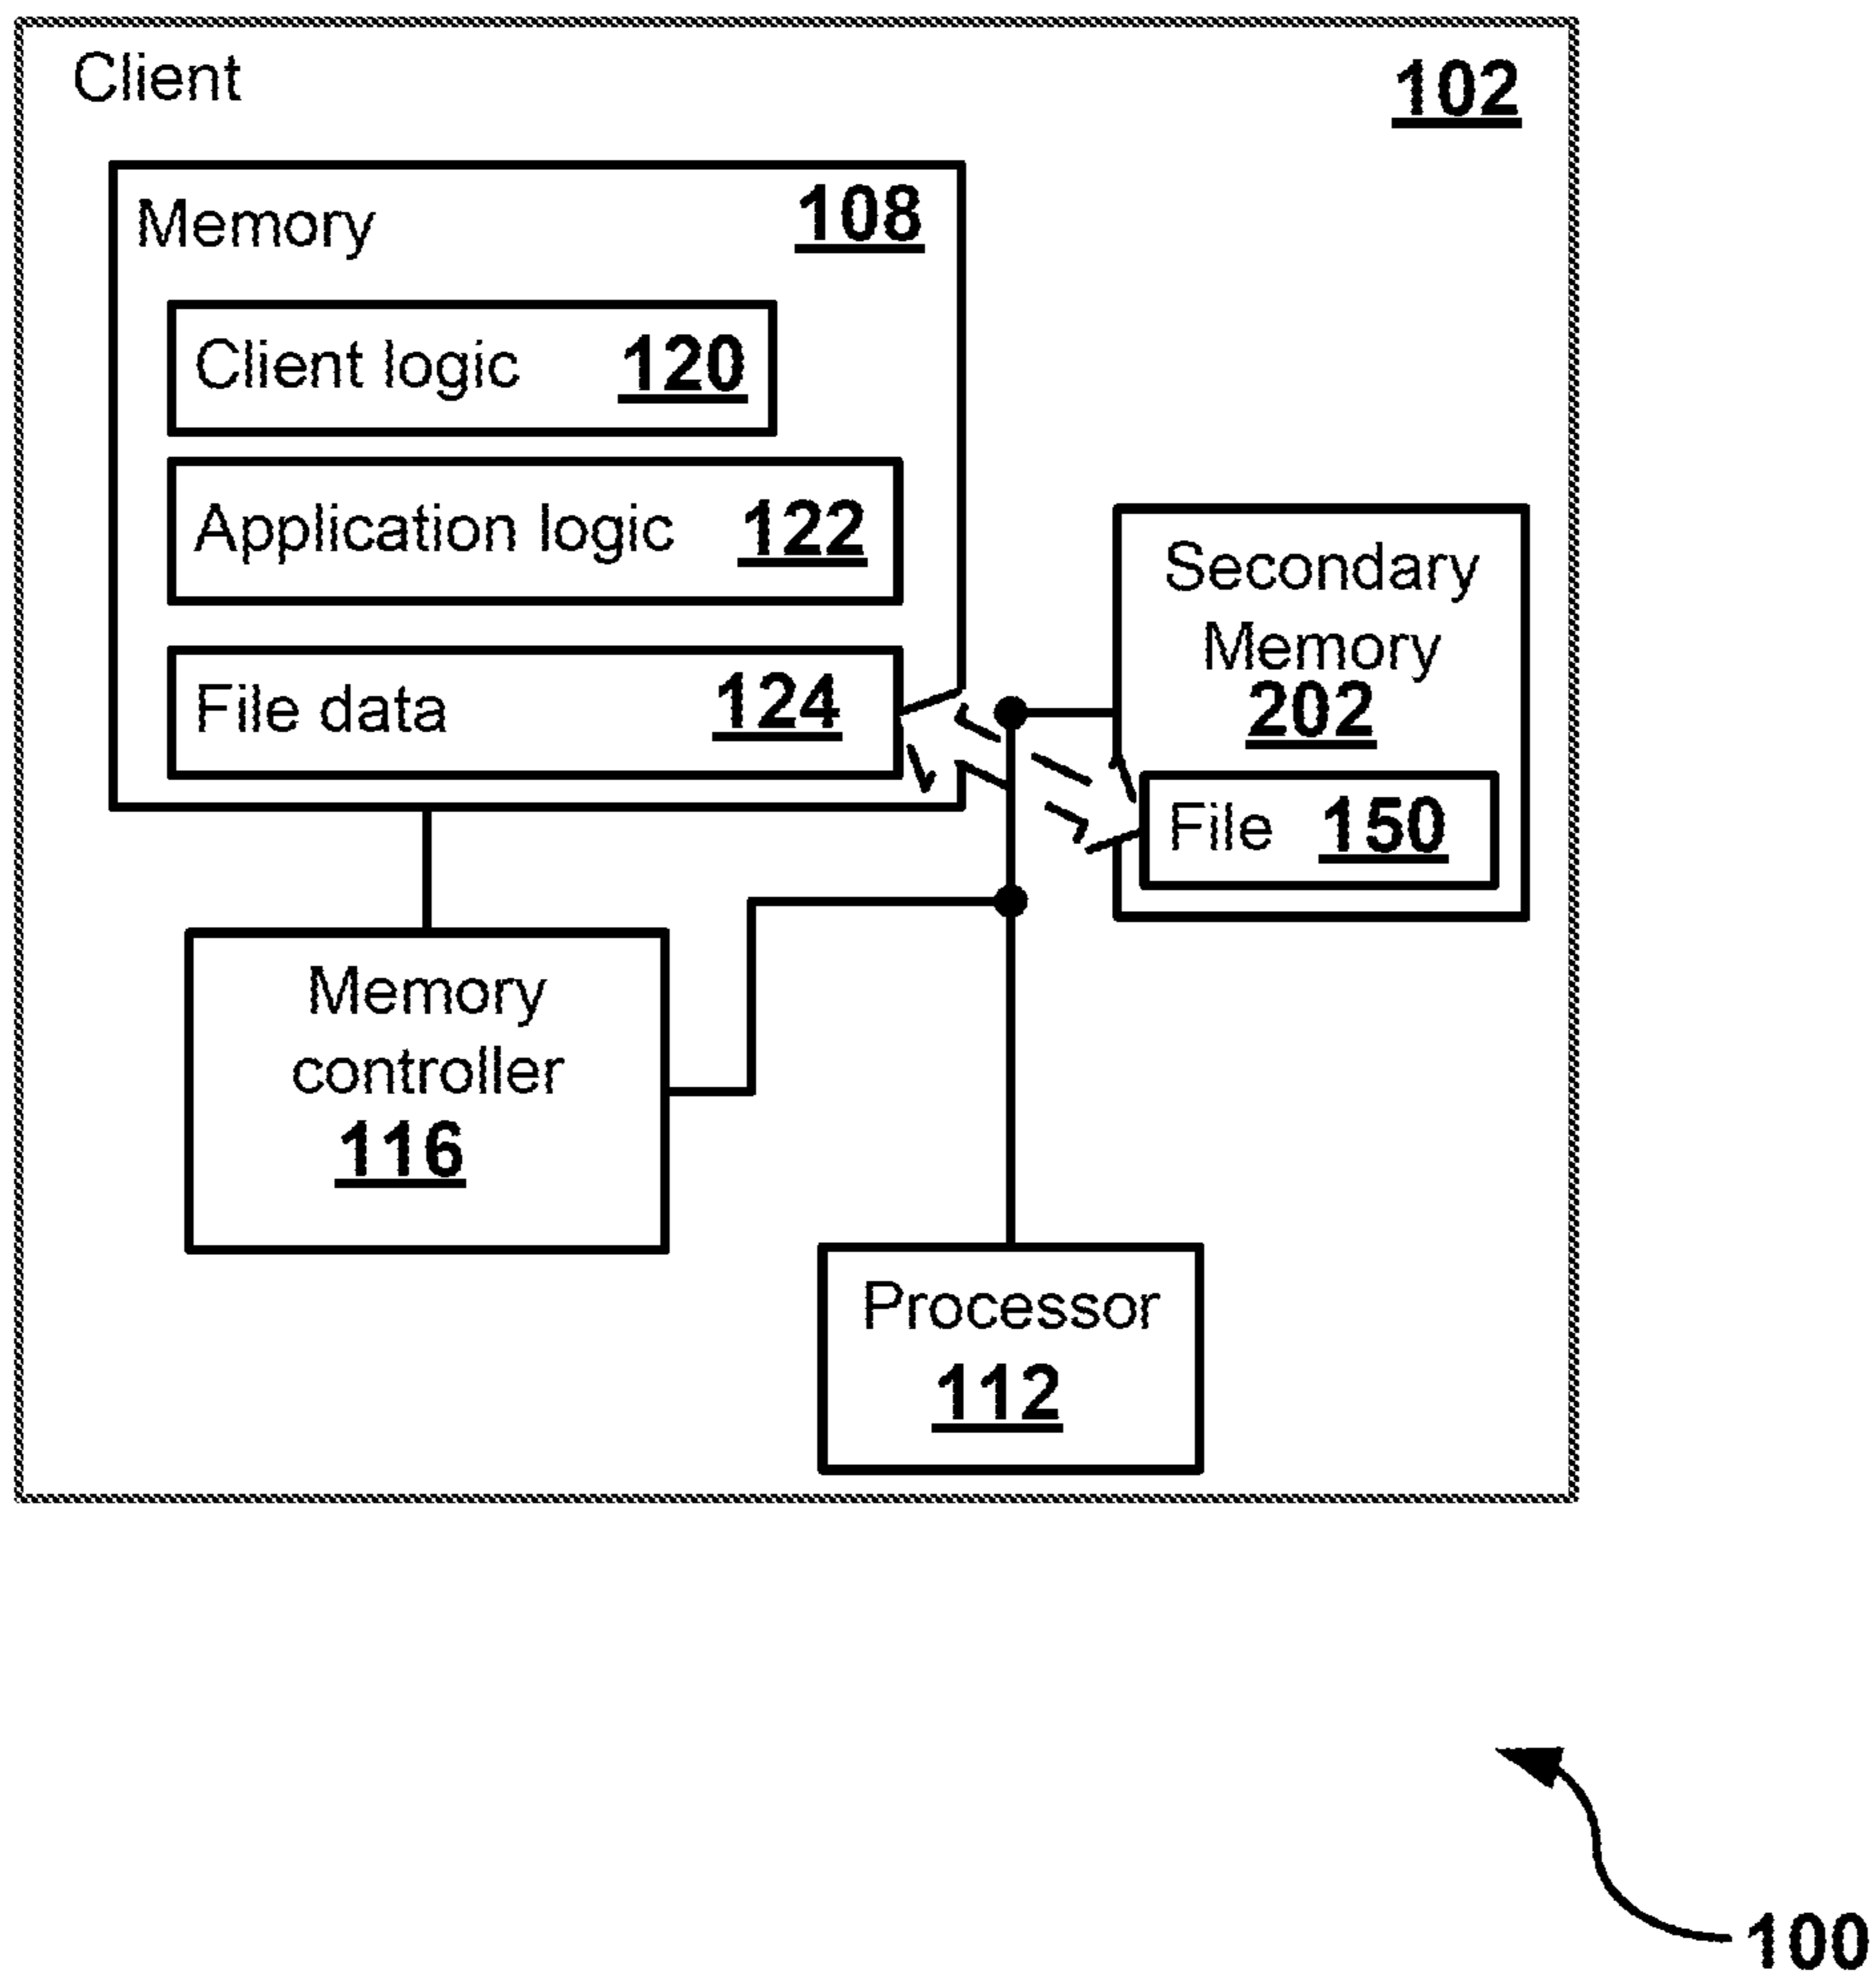 Client 102
Memory 108
Client logic 120
Application logic 122
File data 124
Secondary
Memory
202
File 150
Memory
controller
116
Processor
112
100